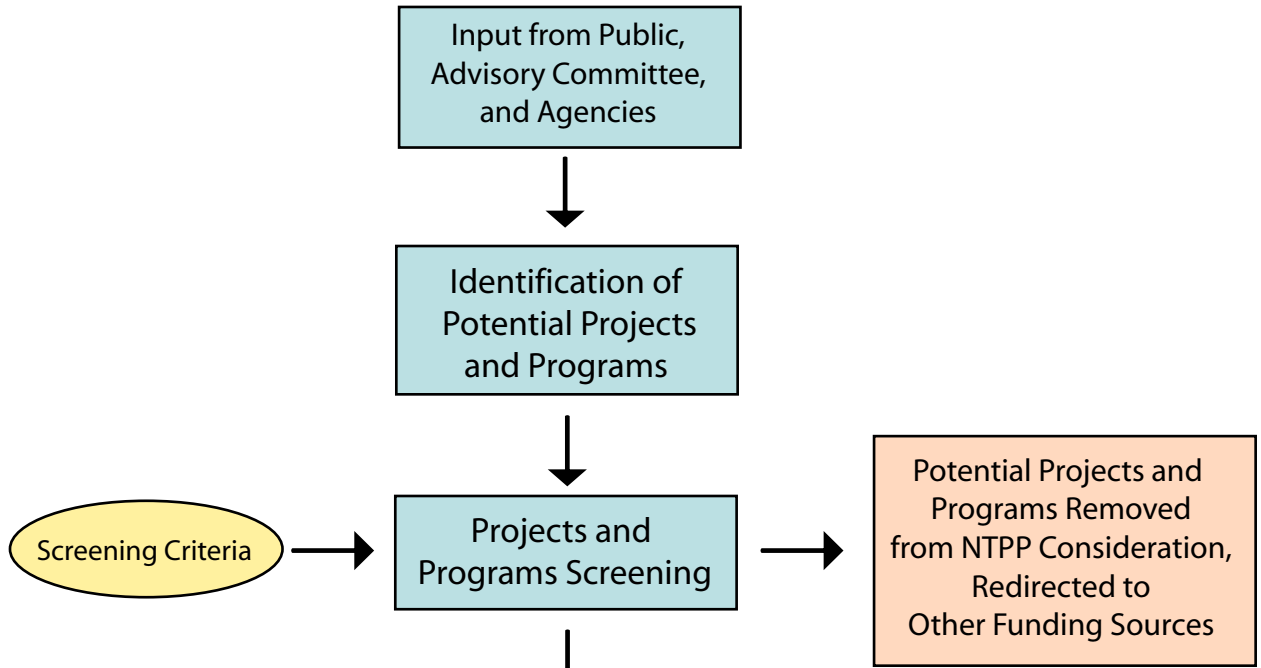 Input from Public,
Advisory Committee,
and Agencies
Identification of
Potential Projects
and Programs
Screening Criteria
Projects and
Programs Screening
Potential Projects and
Programs Removed
from NTPP Consideration,
Redirected to
Other Funding Sources